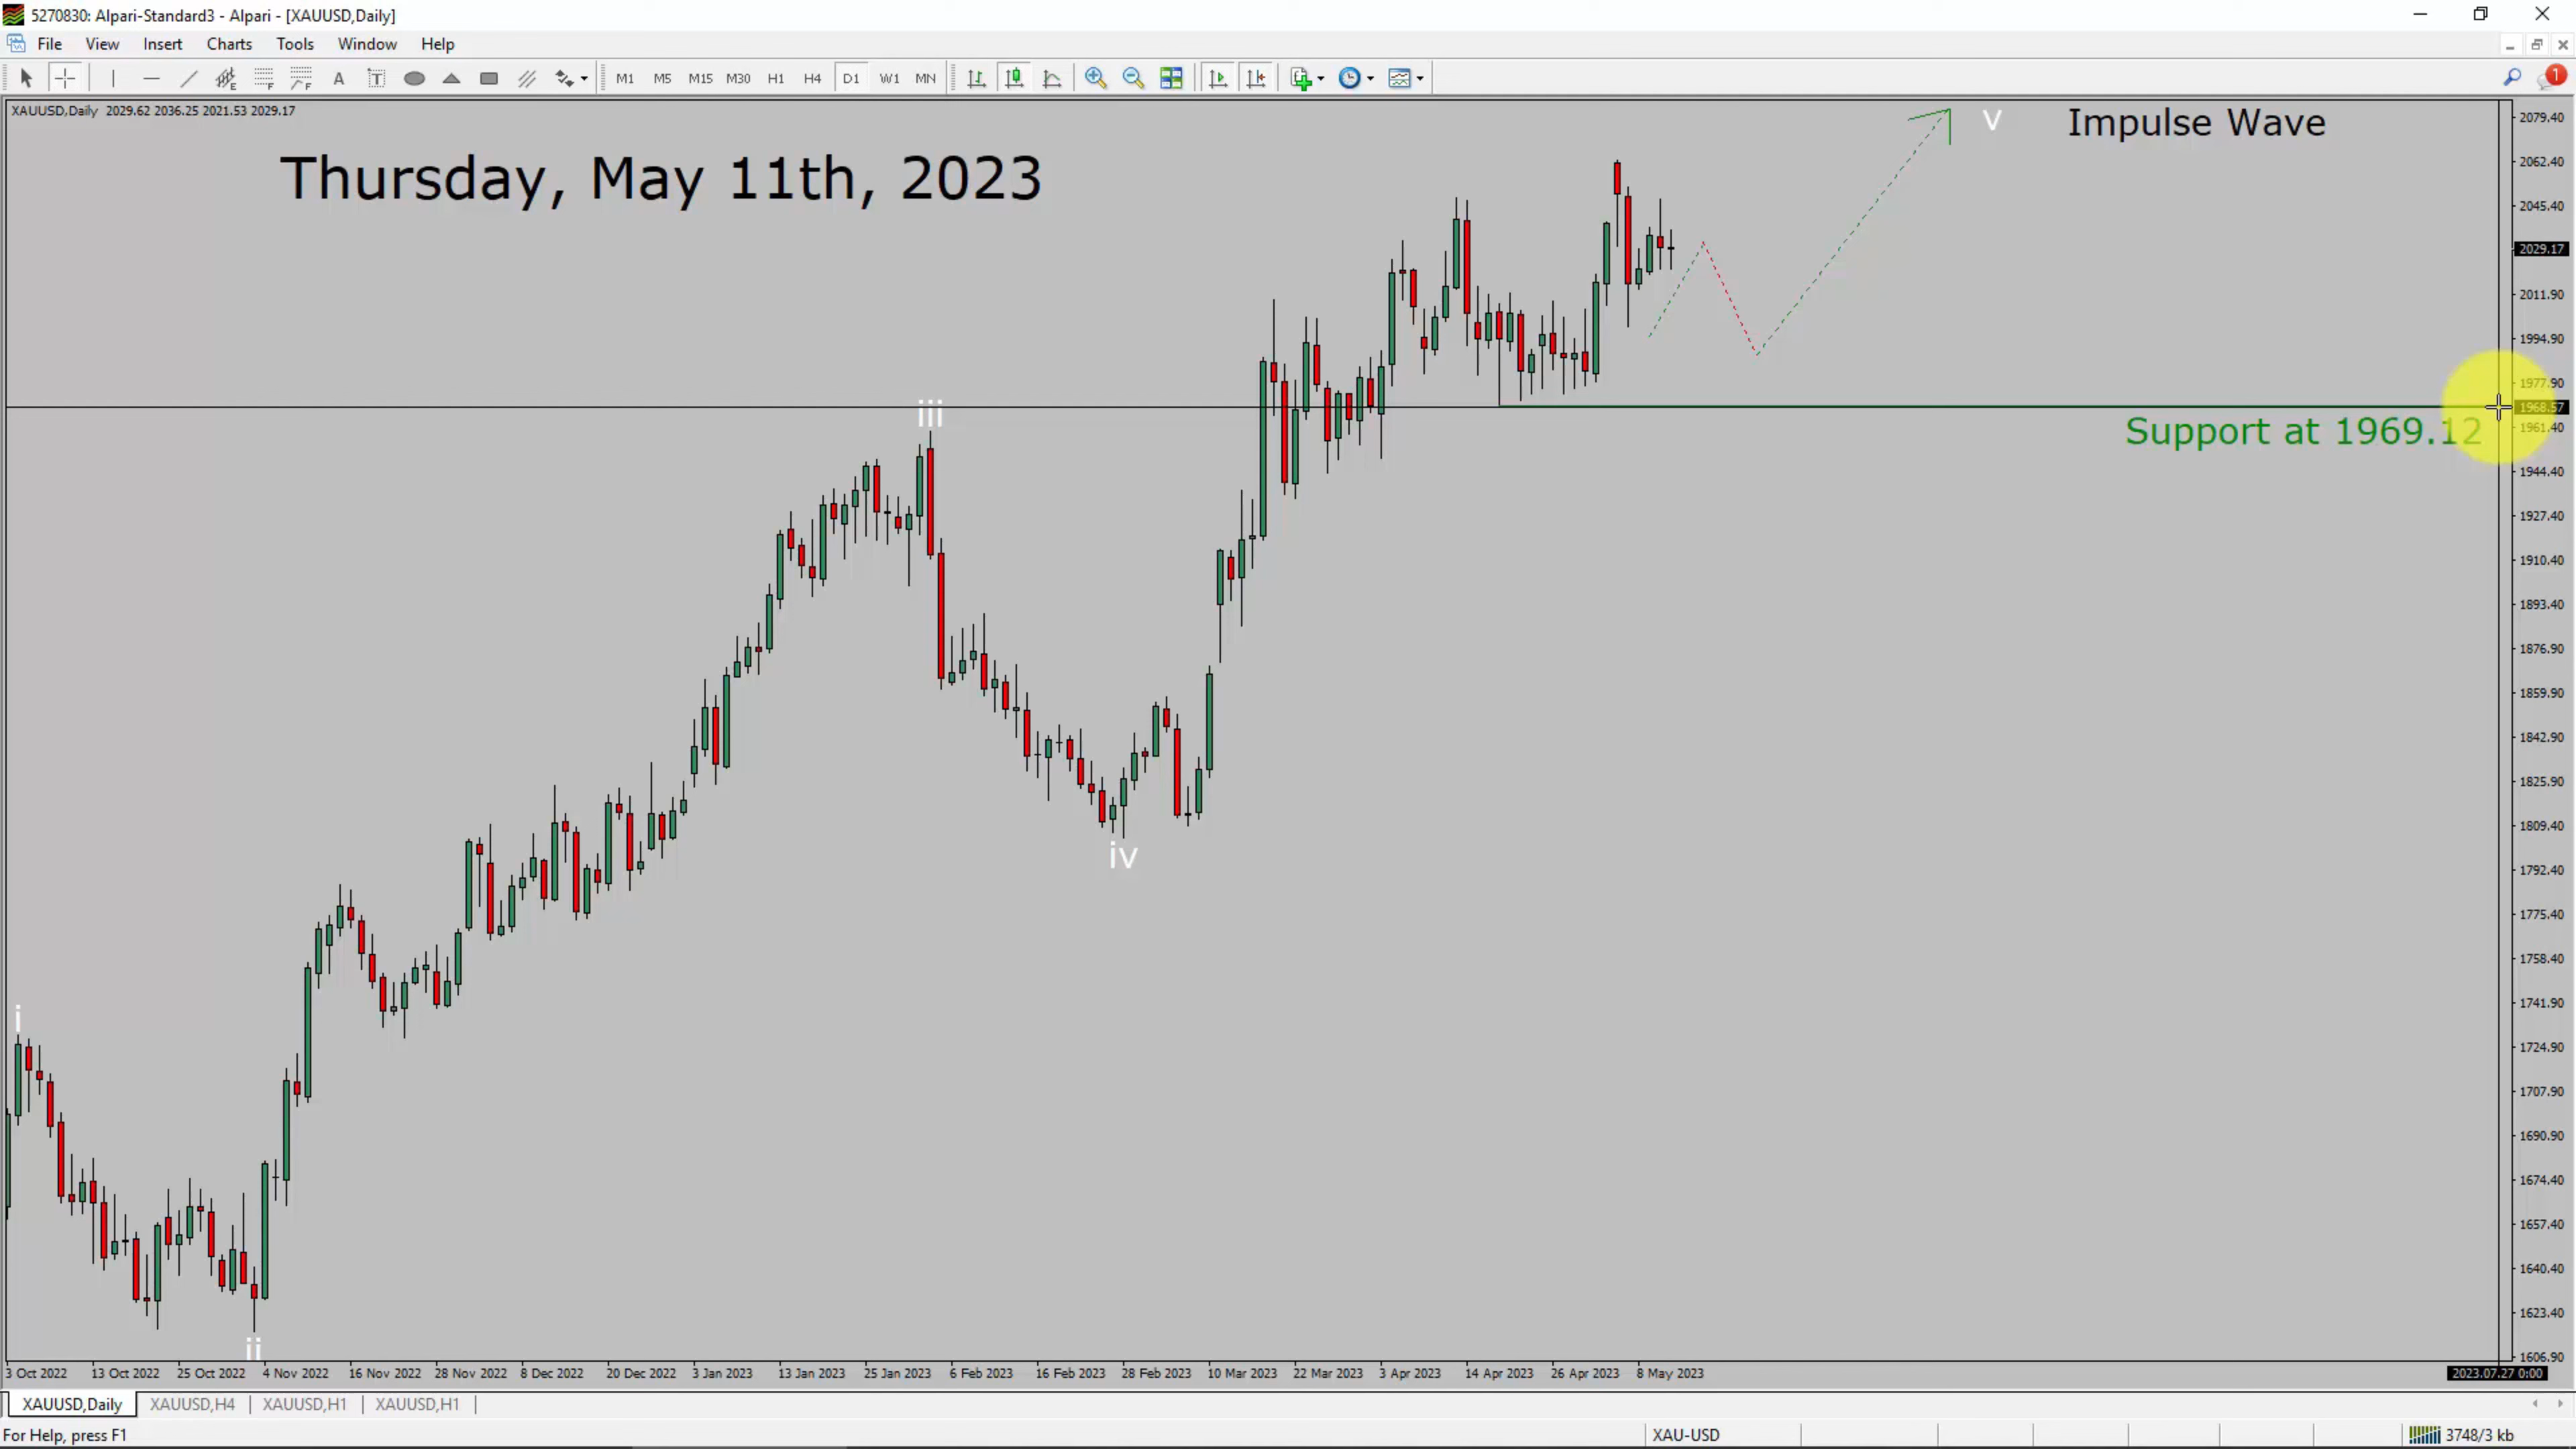 5270830: Alpari-Standard3 - Alpari - [XAUUSD,Daily]
File View Insert Charts Tools Window Help
A T M1 M5 M15 M30 H1 H4 D1 W1 MN 1
XAUUSD,Daily 2029.62 2036.25 2021.53 2029.17
Thursday, May 11th, 2023
v Impulse Wave
2079.40
2062.40
2045.40
2029.17
2011.90
1994.90
1977.90
1968.57
iii
Support at 1969.12
1961.40
1944.40
1927.40
1910.40
1893.40
1876.90
1859.90
1842.90
1825.90
1809.40
iv
1792.40
1775.40
1758.40
1741.90
i
1724.90
1707.90
1690.90
1674.40
1657.40
1640.40
1623.40
ii
1606.90
3 Oct 2022 13 Oct 2022 25 Oct 2022 4 Nov 2022 16 Nov 2022 28 Nov 2022 8 Dec 2022 20 Dec 2022 3 Jan 2023 13 Jan 2023 25 Jan 2023 6 Feb 2023 16 Feb 2023 28 Feb 2023 10 Mar 2023 22 Mar 2023 3 Apr 2023 14 Apr 2023 26 Apr 2023 8 May 2023 2023.07.27 0:00
XAUUSD,Daily XAUUSD,H4 XAUUSD,H1 XAUUSD,H1
For Help, press F1 XAU-USD 3748/3 kb